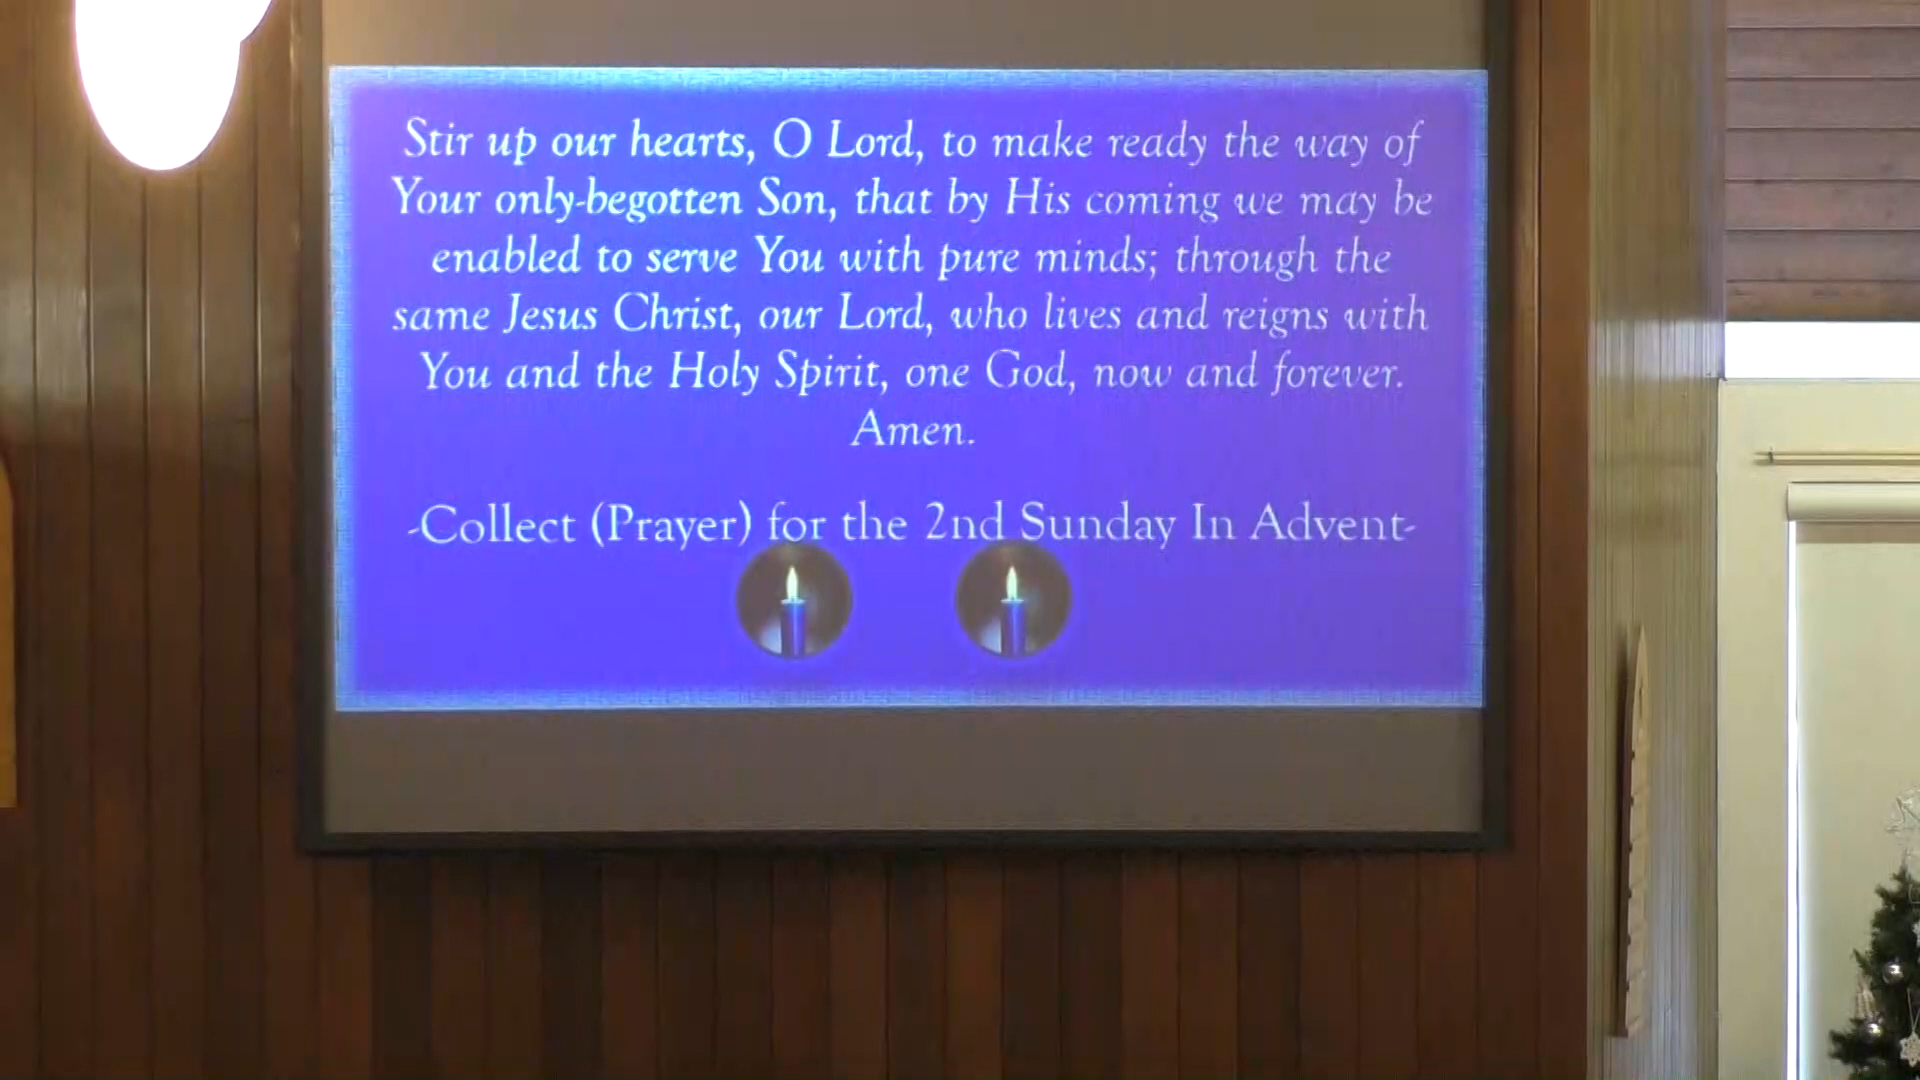 Stir up our hearts, O Lord, to make ready the way of
Your only-begotten Son, that by His coming we may be
enabled to serve You with pure minds; through the
same Jesus Christ, our Lord, who lives and reigns with
You and the Holy Spirit, one God, now and forever.
Amen.
-Collect (Prayer) for the 2nd Sunday In Advent-